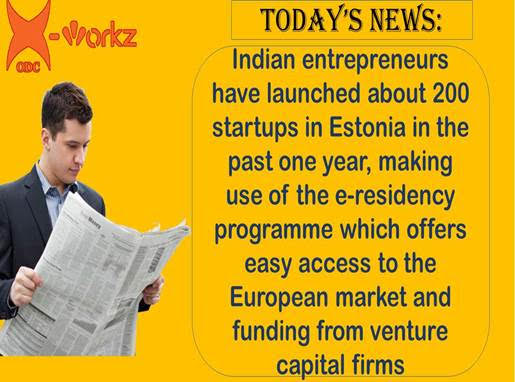 X-Workz
ODC
TODAY'S NEWS:
Indian entrepreneurs
have launched about 200
startups in Estonia in the
past one year, making
use of the e-residency
programme which offers
easy access to the
European market and
funding from venture
capital firms